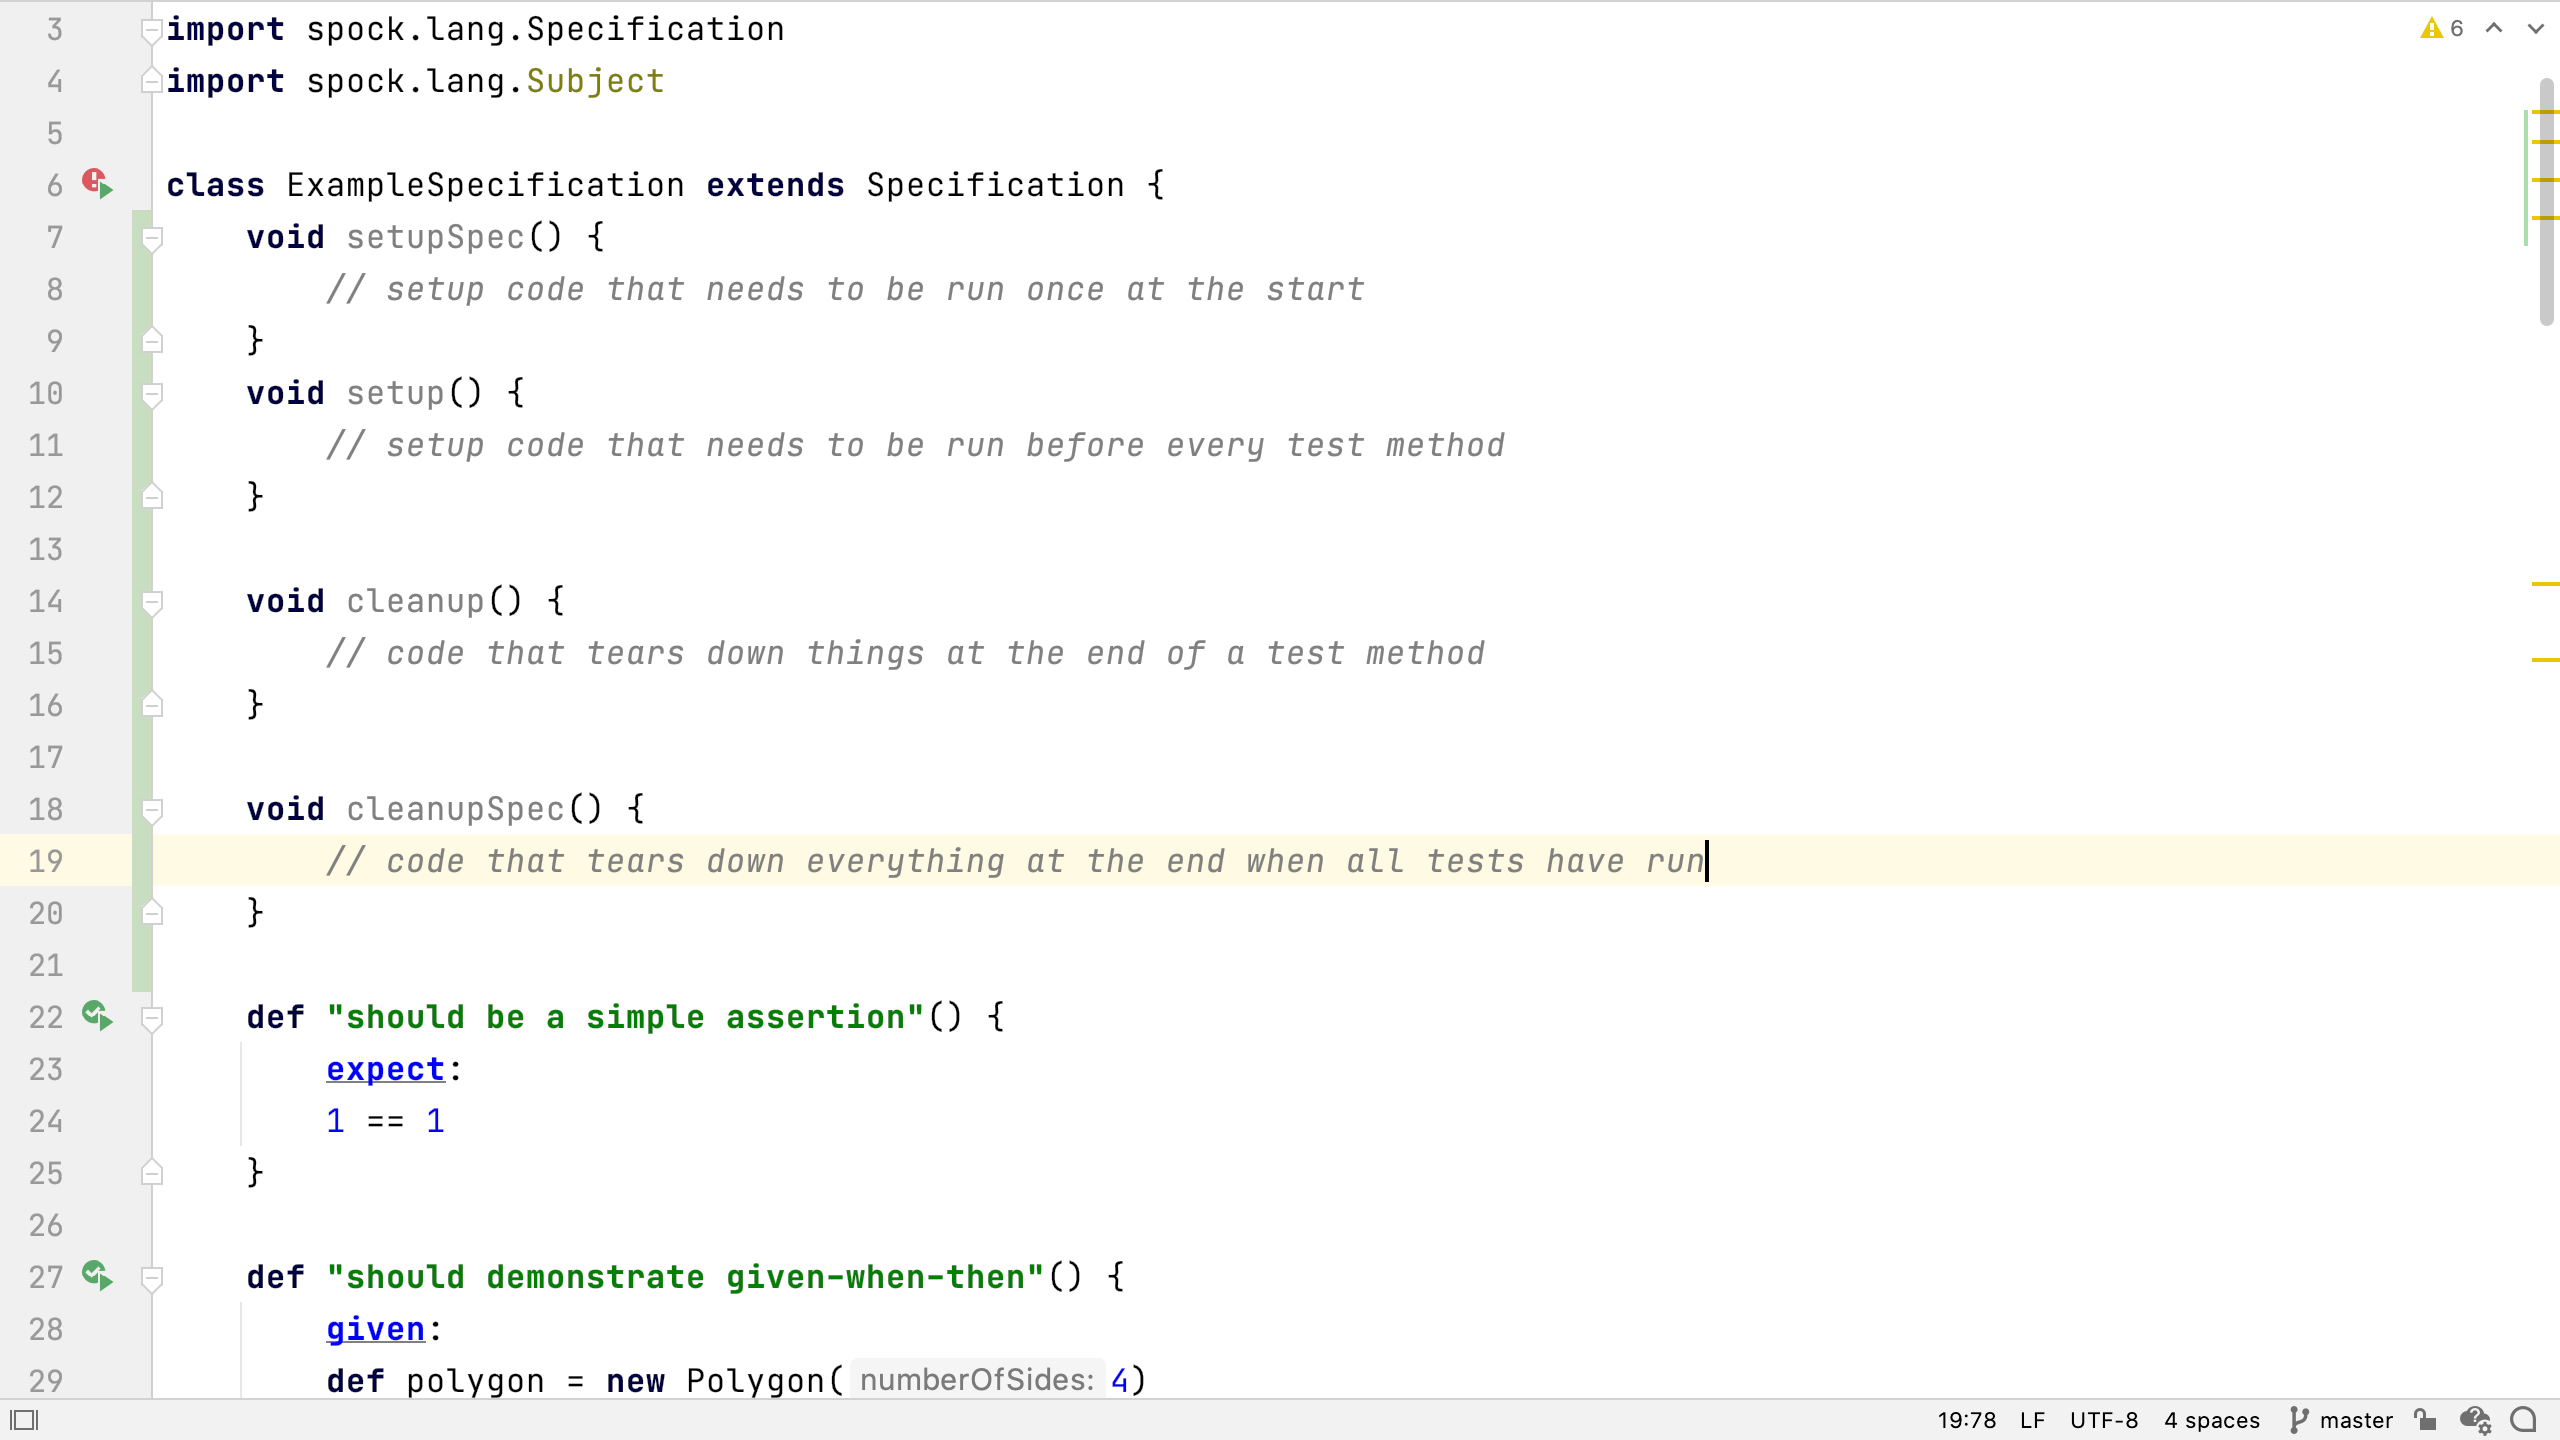 3 import spock.lang.Specification
4 import spock.lang.Subject
5
6 class ExampleSpecification extends Specification {
7     void setupSpec() {
8         // setup code that needs to be run once at the start
9     }
10     void setup() {
11         // setup code that needs to be run before every test method
12     }
13
14     void cleanup() {
15         // code that tears down things at the end of a test method
16     }
17
18     void cleanupSpec() {
19         // code that tears down everything at the end when all tests have run
20     }
21
22     def "should be a simple assertion"() {
23         expect:
24         1 == 1
25     }
26
27     def "should demonstrate given-when-then"() {
28         given:
29         def polygon = new Polygon( numberOfSides: 4)
6
19:78 LF UTF-8 4 spaces master